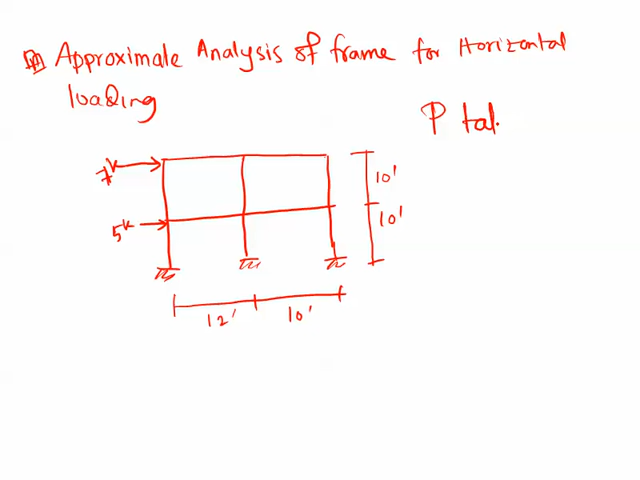 Approximale Analysis of frame for Horizontal
loading
P tal.
7k
10'
10'
5k
12'
10'